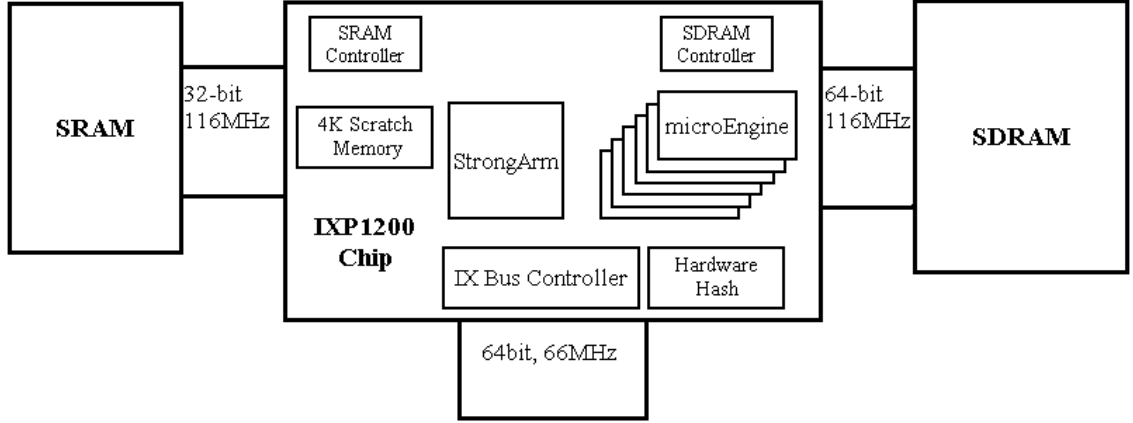 SRAM
32-bit
116MHz
SRAM
Controller
4K Scratch
Memory
IXP1200
Chip
StrongArm
SDRAM
Controller
microEngine
IX Bus Controller
Hardware
Hash
64-bit
116MHz
SDRAM
64bit, 66MHz